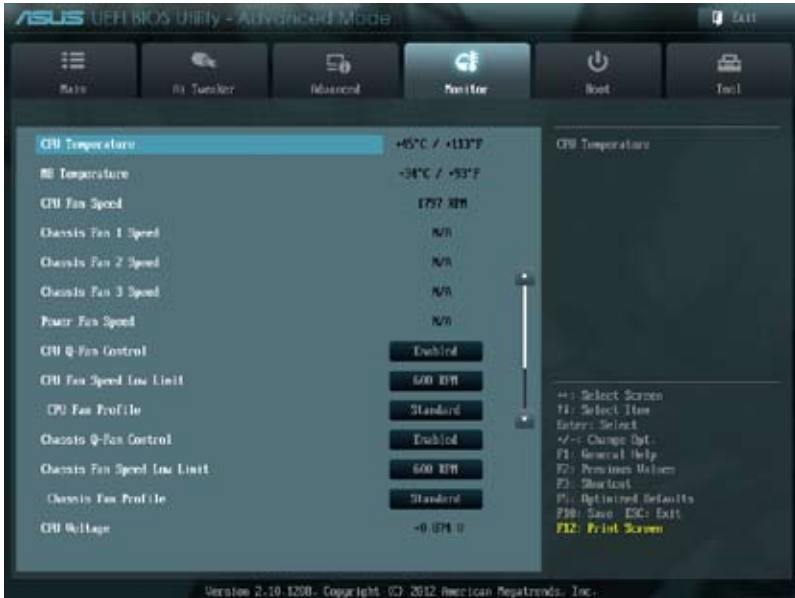 ASUS UEFI BIOS Utility - Advanced Mode
Exit
Main
Ai Tweaker
Advanced
Monitor
Boot
Tool
CPU Temperature +45°C / +113°F
MB Temperature +34°C / +93°F
CPU Fan Speed 1797 RPM
Chassis Fan 1 Speed N/A
Chassis Fan 2 Speed N/A
Chassis Fan 3 Speed N/A
Power Fan Speed N/A
CPU Q-Fan Control Enabled
CPU Fan Speed Low Limit 600 RPM
CPU Fan Profile Standard
Chassis Q-Fan Control Enabled
Chassis Fan Speed Low Limit 600 RPM
Chassis Fan Profile Standard
CPU Voltage
CPU Temperature
→←: Select Screen
↑↓: Select Item
Enter: Select
+/-: Change Opt.
F1: General Help
F2: Previous Values
F3: Shortcut
F5: Optimized Defaults
F10: Save ESC: Exit
F12: Print Screen
Version 2.10.1208. Copyright (C) 2012 American Megatrends, Inc.